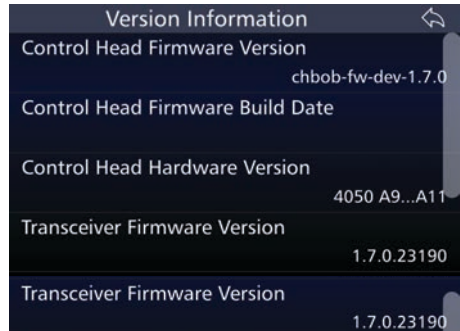 Version Information
Control Head Firmware Version
chbob-fw-dev-1.7.0
Control Head Firmware Build Date
Control Head Hardware Version
4050 A9...A11
Transceiver Firmware Version
1.7.0.23190
Transceiver Firmware Version
1.7.0.23190